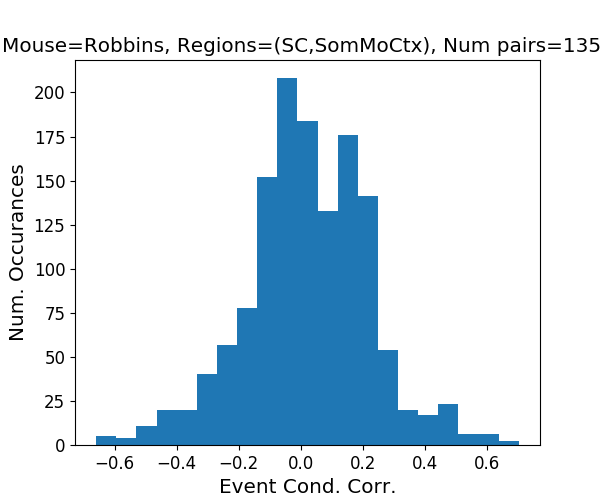 Mouse=Robbins, Regions=(SC,SomMoCtx), Num pairs=135
200
175
150
125
100
75
50
25
0
Num. Occurances
−0.6 −0.4 −0.2 0.0 0.2 0.4 0.6
Event Cond. Corr.